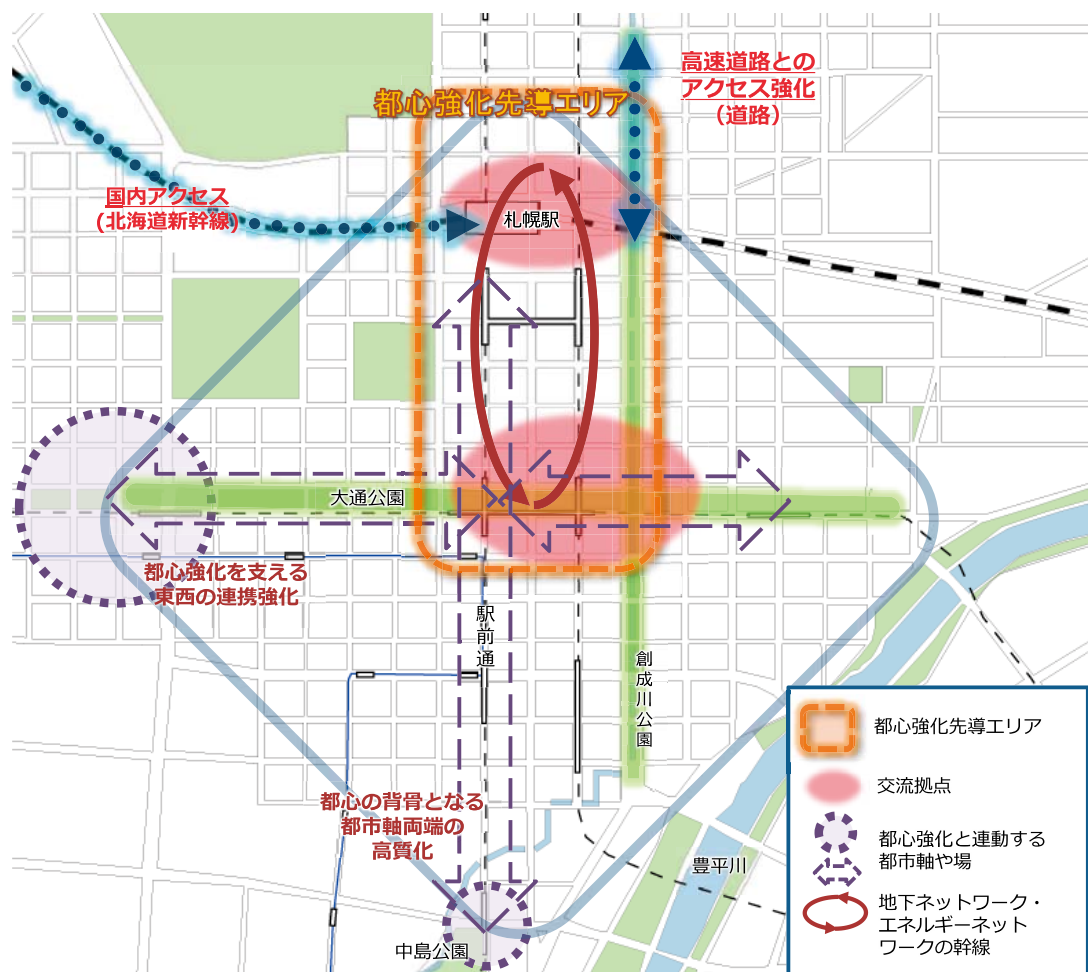 高速道路との
アクセス強化
(道路)
都心強化先導エリア
国内アクセス
(北海道新幹線)
札幌駅
大通公園
都心強化を支える
東西の連携強化
駅前通
創成川公園
都心の背骨となる
都市軸両端の
高質化
豊平川
中島公園
都心強化先導エリア
交流拠点
都心強化と連動する
都市軸や場
地下ネットワーク・
エネルギーネット
ワークの幹線